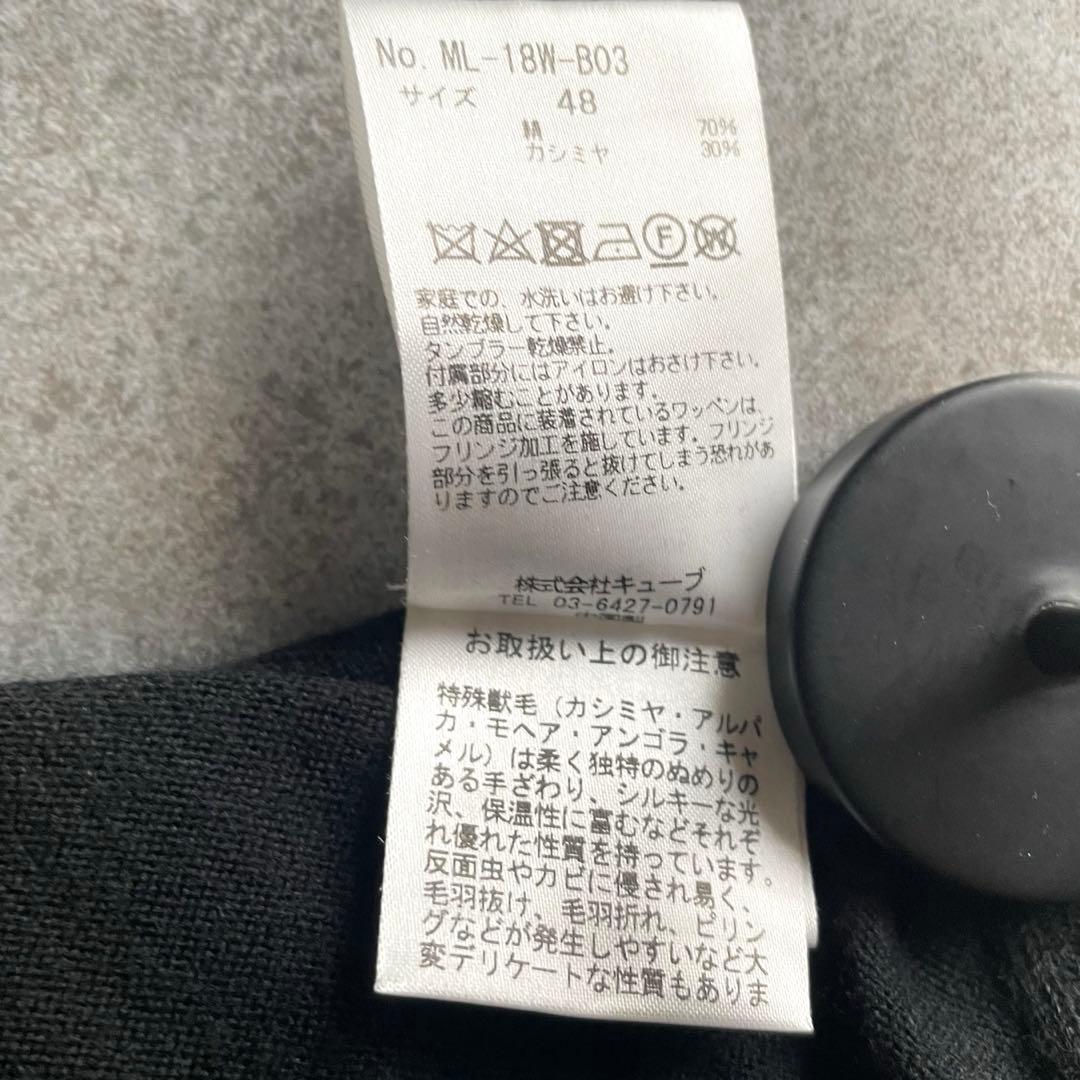 No. ML-18W-B03
サイズ 48
綿 70%
カシミヤ 30%
F
W
家庭での、水洗いはお避け下さい。
自然乾燥して下さい。
タンブラー乾燥禁止。
付属部分にはアイロンはおさけ下さい。
多少縮むことがあります。
この商品に装着されているワッペンは、
フリンジ加工を施しています。フリンジ
部分を引っ張ると抜けてしまう恐れがあ
りますのでご注意ください。
株式会社キューブ
TEL 03-6427-0791
お取扱い上の御注意
特殊獣毛（カシミヤ・アルパ
カ・モヘア・アンゴラ・キャ
メル）は柔く独特のぬめりの
ある手ざわり、シルキーな光
沢、保温性に富むなどそれぞ
れ優れた性質を持っています。
反面虫やカビに侵され易く、
毛羽抜け、毛羽折れ、ピリン
グなどが発生しやすいなど大
変デリケートな性質もありま